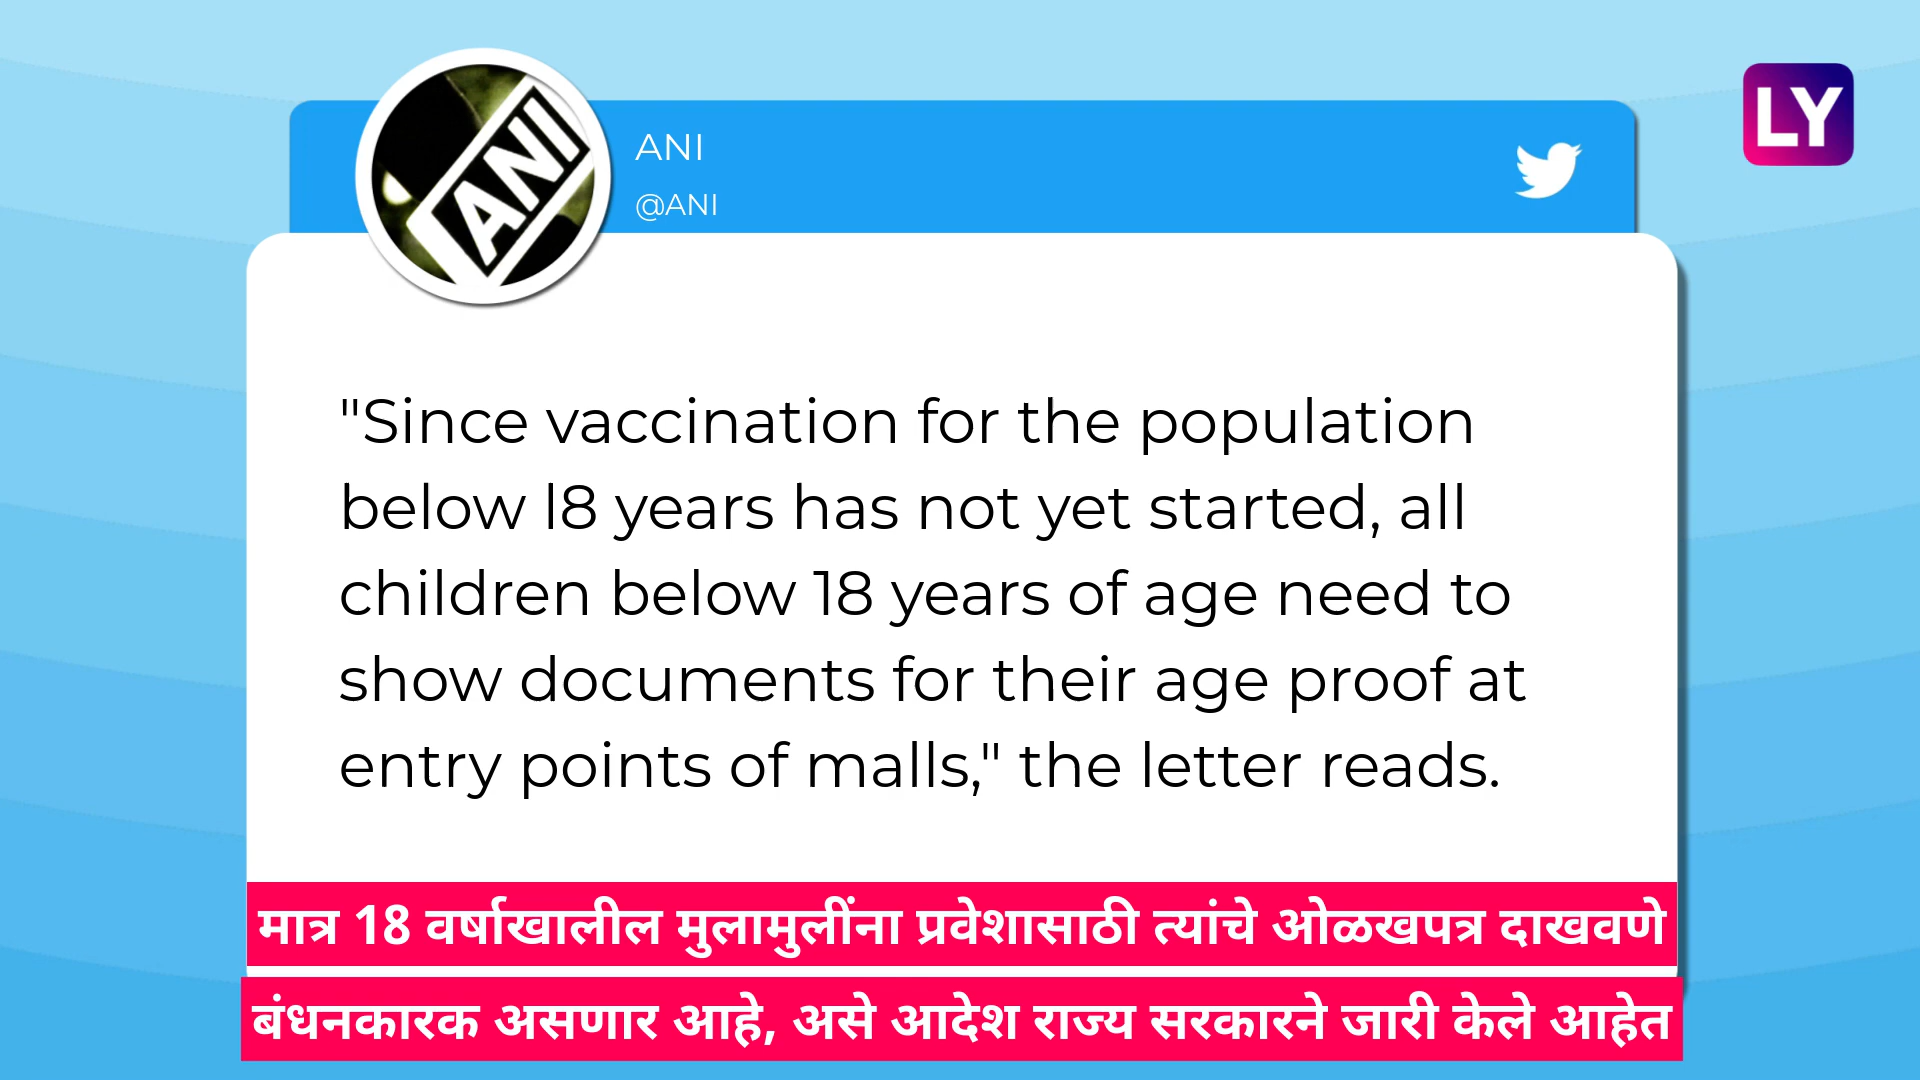 ANI
LY
ANI
@ANI
"Since vaccination for the population
below l8 years has not yet started, all
children below 18 years of age need to
show documents for their age proof at
entry points of malls," the letter reads.
मात्र 18 वर्षाखालील मुलामुलींना प्रवेशासाठी त्यांचे ओळखपत्र दाखवणे
बंधनकारक असणार आहे, असे आदेश राज्य सरकारने जारी केले आहेत